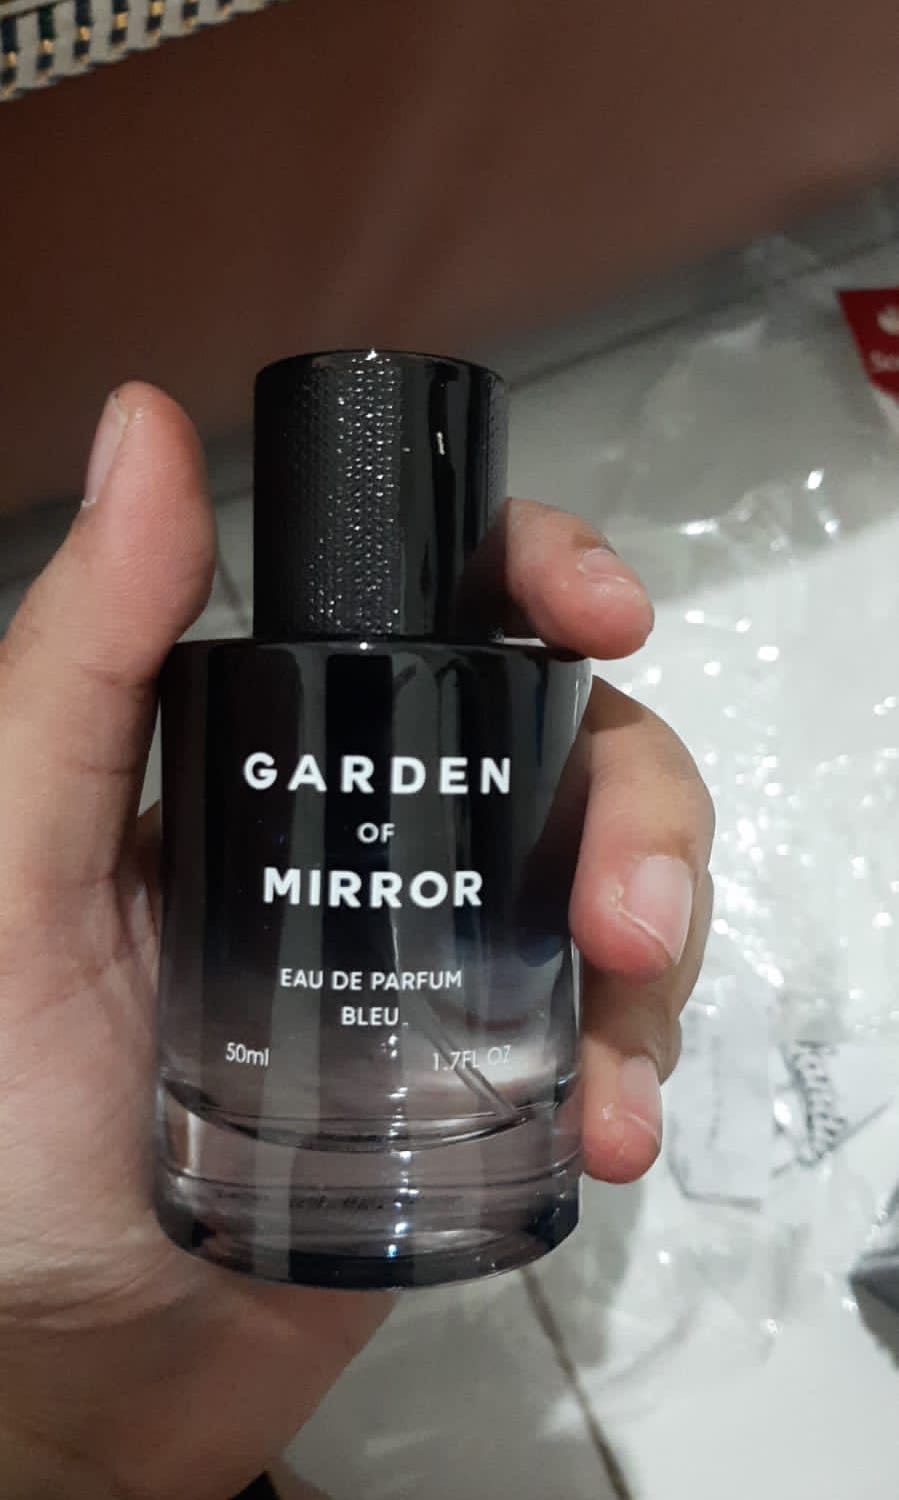 GARDEN
OF
MIRROR
EAU DE PARFUM
BLEU
50ml
1.7FL OZ